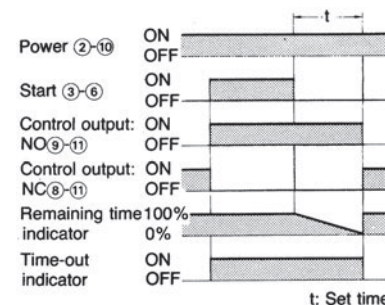 t
Power ②-⑩ ON
OFF
Start ③-⑥ ON
OFF
Control output: ON
NO⑨-⑪ OFF
Control output: ON
NC⑧-⑪ OFF
Remaining time 100%
indicator 0%
Time-out ON
indicator OFF
t: Set time